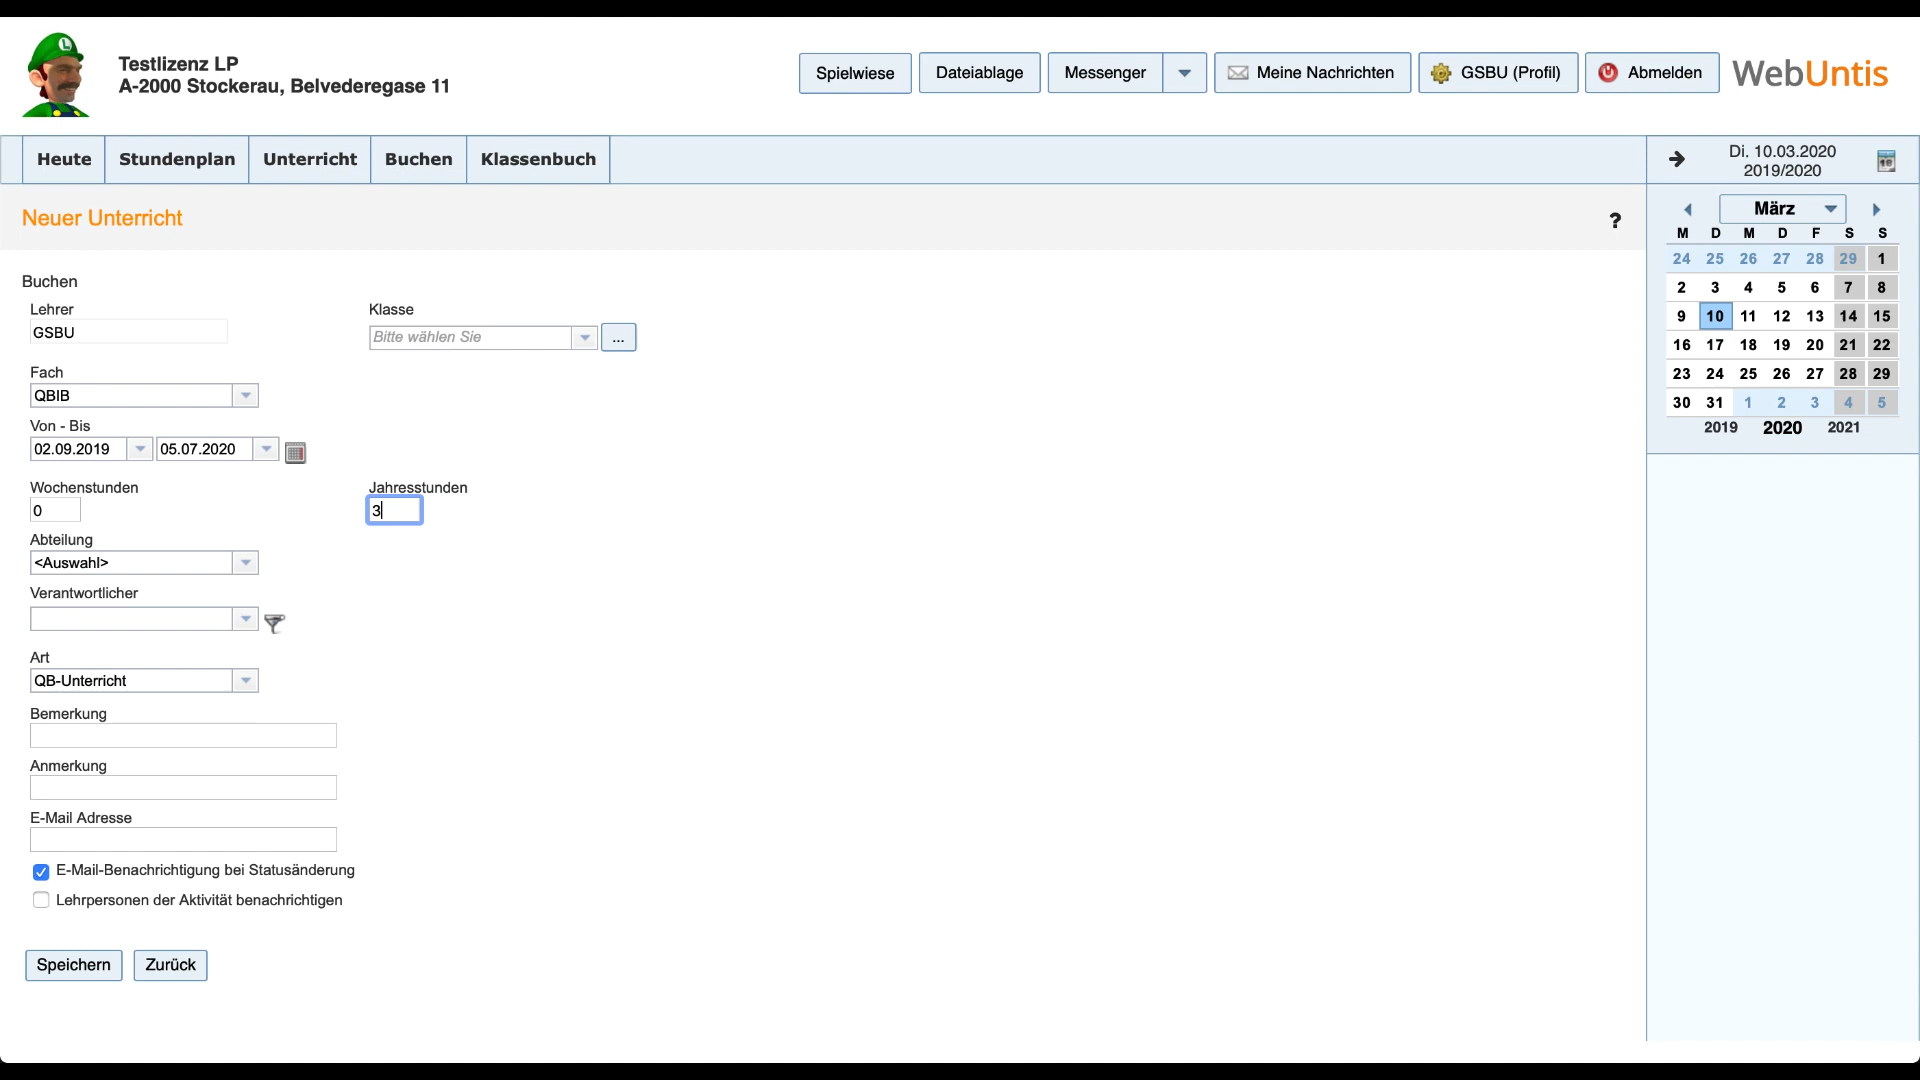 Testlizenz LP
A-2000 Stockerau, Belvederegase 11
Spielwiese
Dateiablage
Messenger
Meine Nachrichten
GSBU (Profil)
Abmelden
WebUntis
Heute
Stundenplan
Unterricht
Buchen
Klassenbuch
Di. 10.03.2020
2019/2020
Neuer Unterricht
?
März
M D M D F S S
24 25 26 27 28 29 1
2 3 4 5 6 7 8
9 10 11 12 13 14 15
16 17 18 19 20 21 22
23 24 25 26 27 28 29
30 31 1 2 3 4 5
2019 2020 2021
Buchen
Lehrer
GSBU
Klasse
Bitte wählen Sie
...
Fach
QBIB
Von - Bis
02.09.2019
05.07.2020
Wochenstunden
0
Jahresstunden
3
Abteilung
<Auswahl>
Verantwortlicher
Art
QB-Unterricht
Bemerkung
Anmerkung
E-Mail Adresse
E-Mail-Benachrichtigung bei Statusänderung
Lehrpersonen der Aktivität benachrichtigen
Speichern
Zurück